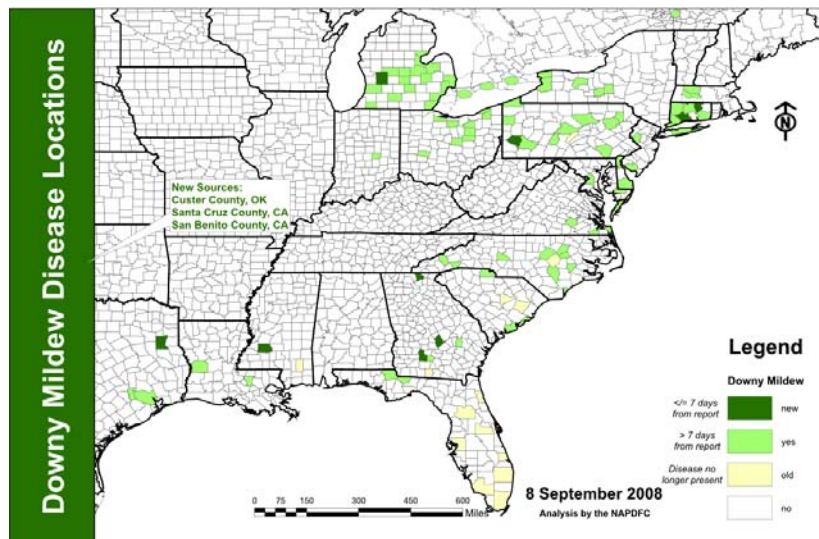 Downy Mildew Disease Locations
New Sources:
Custer County, OK
Santa Cruz County, CA
San Benito County, CA
N
Legend
Downy Mildew
</= 7 days
from report
new
> 7 days
from report
yes
Disease no
longer present
old
no
8 September 2008
Analysis by the NAPDFC
0 75 150 300 450 600
Miles